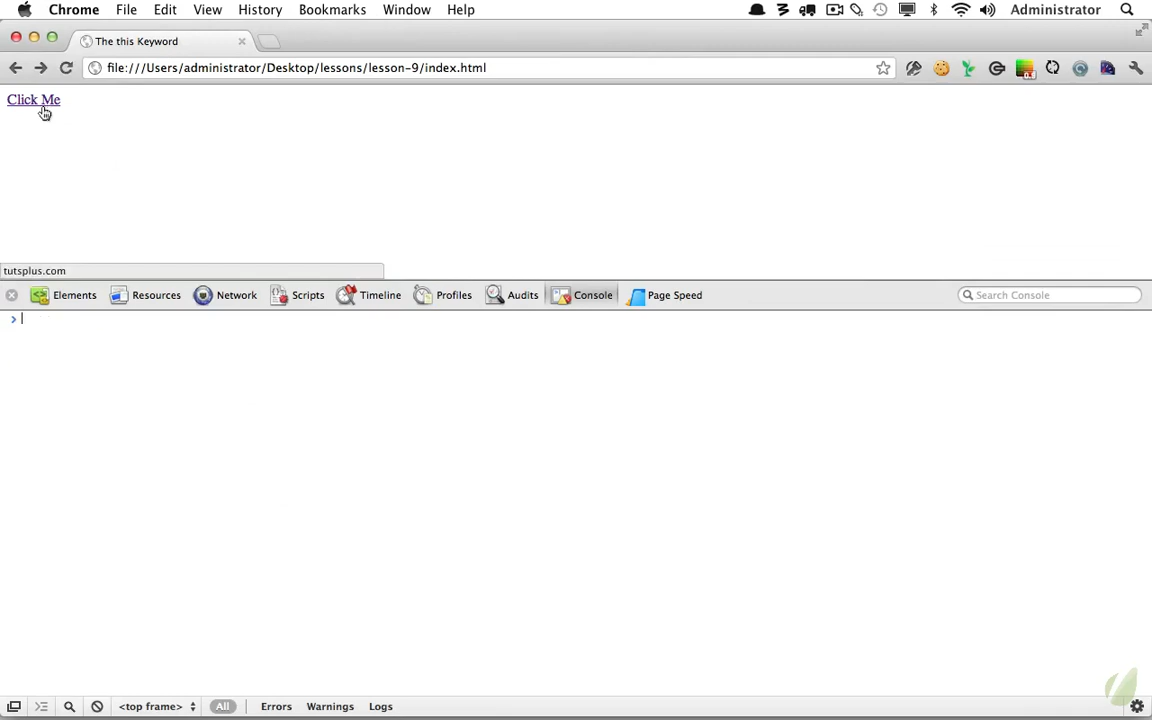 Chrome File Edit View History Bookmarks Window Help Administrator
The this Keyword
file:///Users/administrator/Desktop/lessons/lesson-9/index.html
Click Me
tutsplus.com
Elements Resources Network Scripts Timeline Profiles Audits Console Page Speed Search Console
>
<top frame> All Errors Warnings Logs